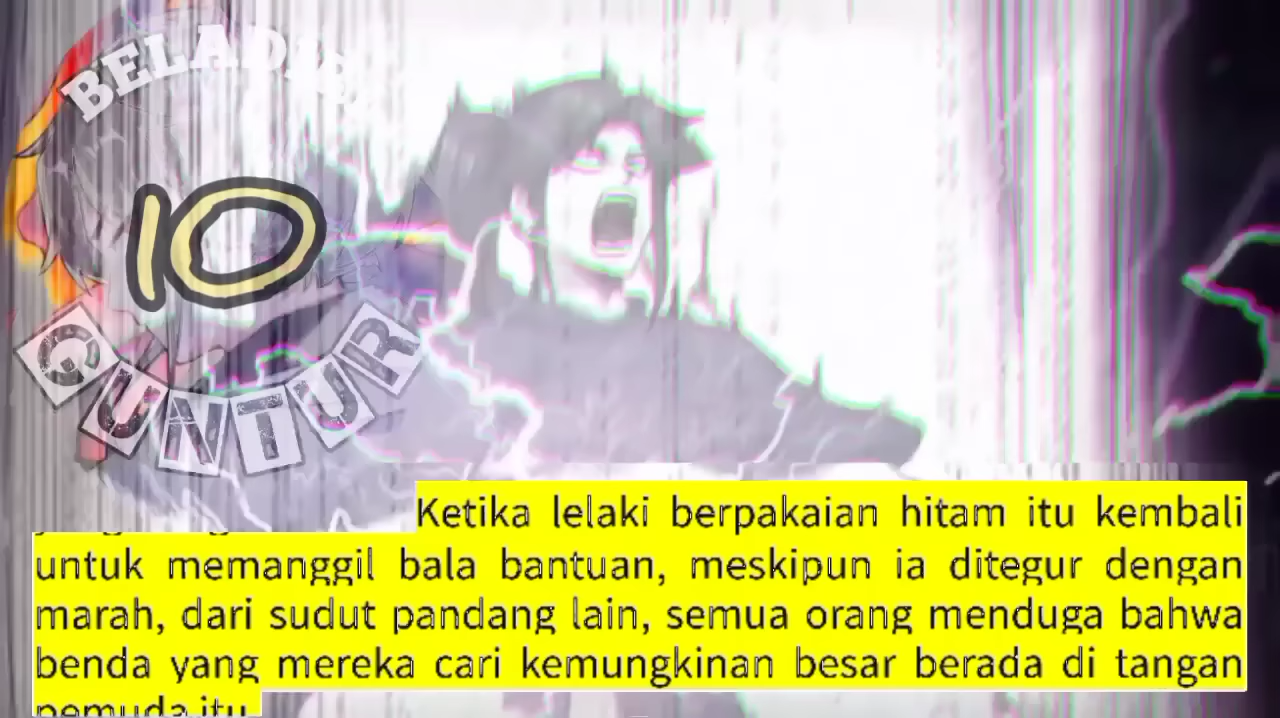 BELADIRI
10
GUNTUR
Ketika lelaki berpakaian hitam itu kembali
untuk memanggil bala bantuan, meskipun ia ditegur dengan
marah, dari sudut pandang lain, semua orang menduga bahwa
benda yang mereka cari kemungkinan besar berada di tangan
pemuda itu.